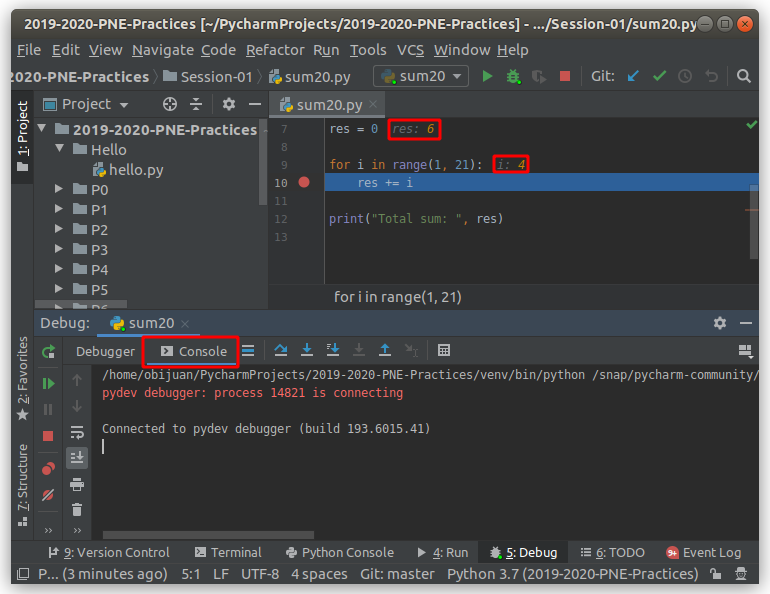 2019-2020-PNE-Practices [~/PycharmProjects/2019-2020-PNE-Practices] - .../Session-01/sum20.py
File Edit View Navigate Code Refactor Run Tools VCS Window Help
2020-PNE-Practices Session-01 sum20.py sum20 Git:
1: Project
Project
2019-2020-PNE-Practices
Hello
hello.py
P0
P1
P2
P3
P4
P5
P6
sum20.py
7 res = 0 res: 6
8
9 for i in range(1, 21): i: 4
10 res += i
11
12 print("Total sum: ", res)
13
for i in range(1, 21)
Debug: sum20
Debugger Console
2: Favorites
7: Structure
/home/obijuan/PycharmProjects/2019-2020-PNE-Practices/venv/bin/python /snap/pycharm-community/
pydev debugger: process 14821 is connecting
Connected to pydev debugger (build 193.6015.41)
9: Version Control Terminal Python Console 4: Run 5: Debug 6: TODO 9+ Event Log
P... (3 minutes ago) 5:1 LF UTF-8 4 spaces Git: master Python 3.7 (2019-2020-PNE-Practices)